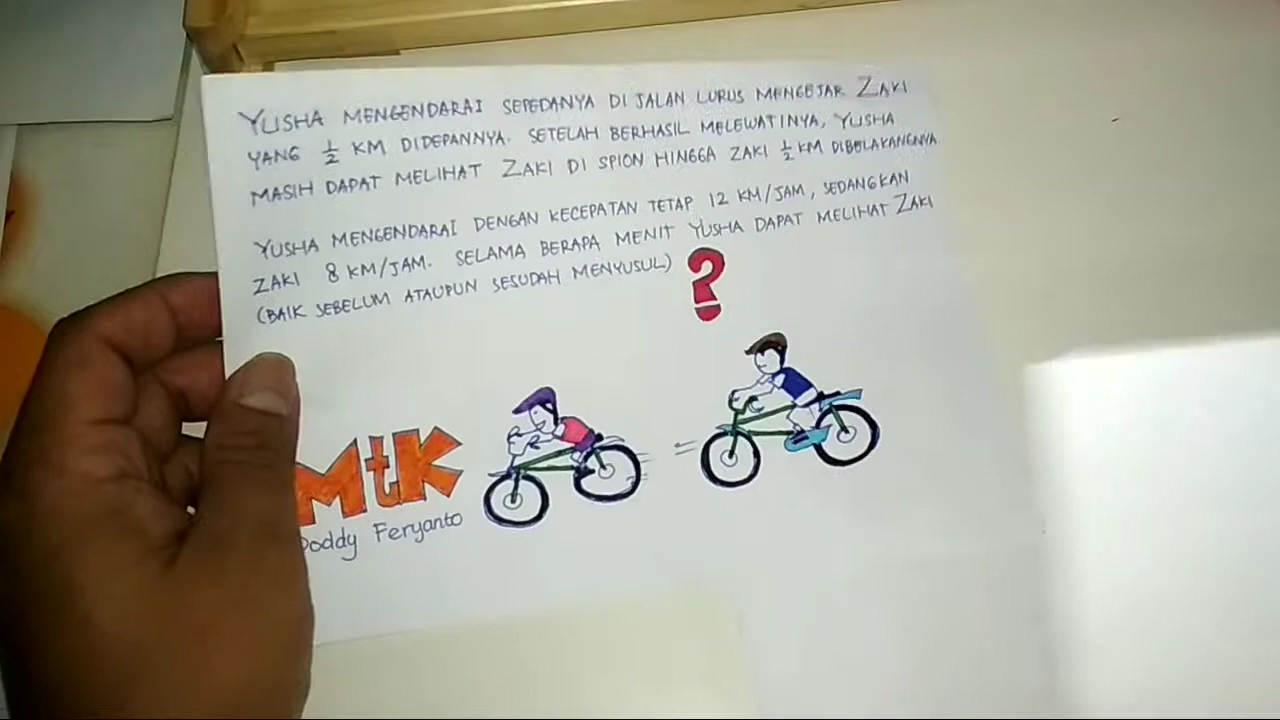 YUSHA MENGENDARAI SEPEDANYA DI JALAN LURUS MENGEJAR ZAKI
YANG 1/2 KM DIDEPANNYA. SETELAH BERHASIL MELEWATINYA, YUSHA
MASIH DAPAT MELIHAT ZAKI DI SPION HINGGA ZAKI 1/2 KM DIBELAKANGNYA
YUSHA MENGENDARAI DENGAN KECEPATAN TETAP 12 KM/JAM, SEDANGKAN
ZAKI 8 KM/JAM. SELAMA BERAPA MENIT YUSHA DAPAT MELIHAT ZAKI
(BAIK SEBELUM ATAUPUN SESUDAH MENYUSUL) ?
MtK
Doddy Feryanto